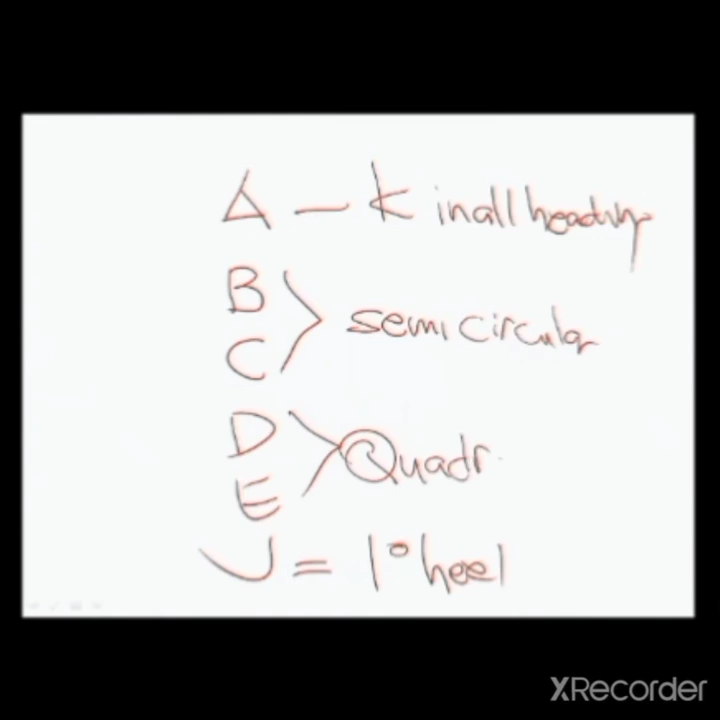 A — K in all heading
B
C > semi circular
D
E > Quadr.
J = 1° heel
XRecorder